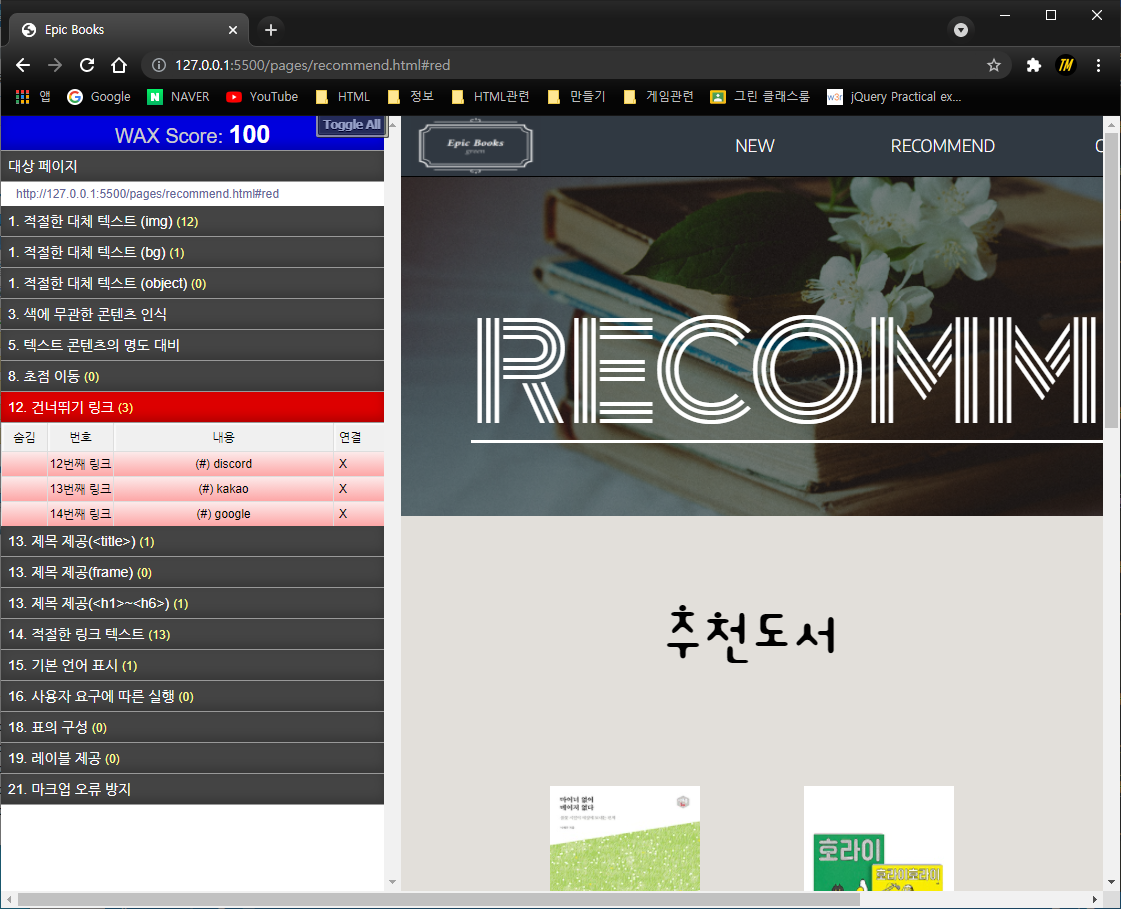 Epic Books
127.0.0.1:5500/pages/recommend.html#red
TM
앱
Google
N
NAVER
YouTube
HTML
정보
HTML관련
만들기
게임관련
그린 클래스룸
w3r
jQuery Practical ex...
WAX Score: 100
Toggle All
대상 페이지
http://127.0.0.1:5500/pages/recommend.html#red
1. 적절한 대체 텍스트 (img) (12)
1. 적절한 대체 텍스트 (bg) (1)
1. 적절한 대체 텍스트 (object) (0)
3. 색에 무관한 콘텐츠 인식
5. 텍스트 콘텐츠의 명도 대비
8. 초점 이동 (0)
12. 건너뛰기 링크 (3)
숨김 번호 내용 연결
12번째 링크 (#) discord X
13번째 링크 (#) kakao X
14번째 링크 (#) google X
13. 제목 제공(<title>) (1)
13. 제목 제공(frame) (0)
13. 제목 제공(<h1>~<h6>) (1)
14. 적절한 링크 텍스트 (13)
15. 기본 언어 표시 (1)
16. 사용자 요구에 따른 실행 (0)
18. 표의 구성 (0)
19. 레이블 제공 (0)
21. 마크업 오류 방지
Epic Books
NEW
RECOMMEND
RECOMM
추천도서
마이너 없이
메이저 없다
호라이
호라이호라이